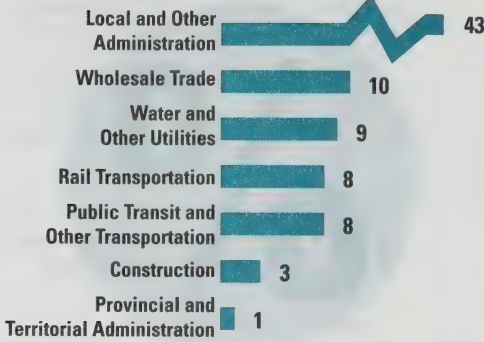 Local and Other
Administration
43
Wholesale Trade
10
Water and
Other Utilities
9
Rail Transportation
8
Public Transit and
Other Transportation
8
Construction
3
Provincial and
Territorial Administration
1